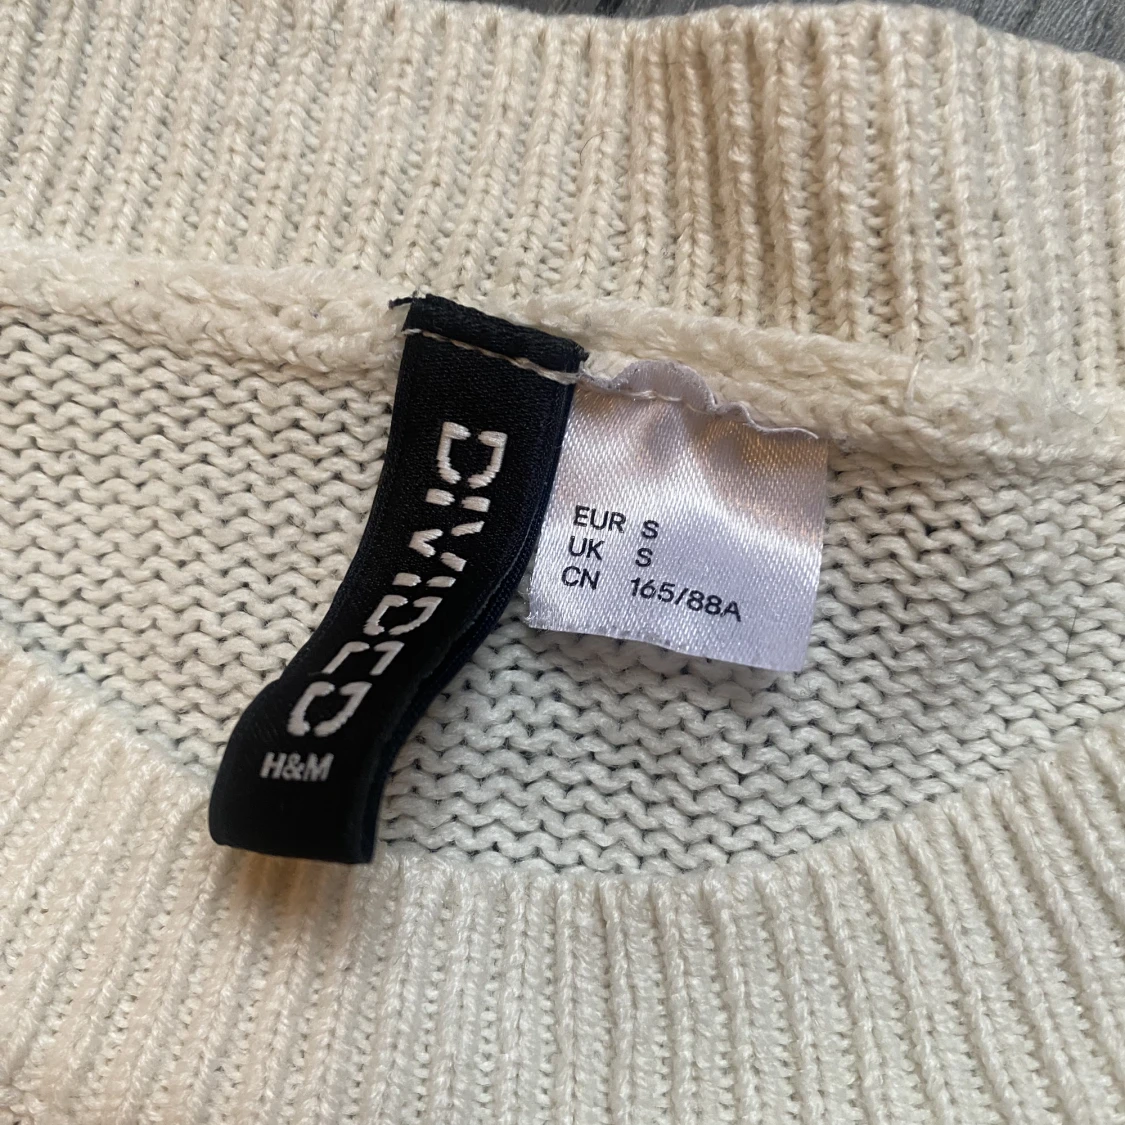 DIVIDED
H&M
EUR S
UK S
CN 165/88A